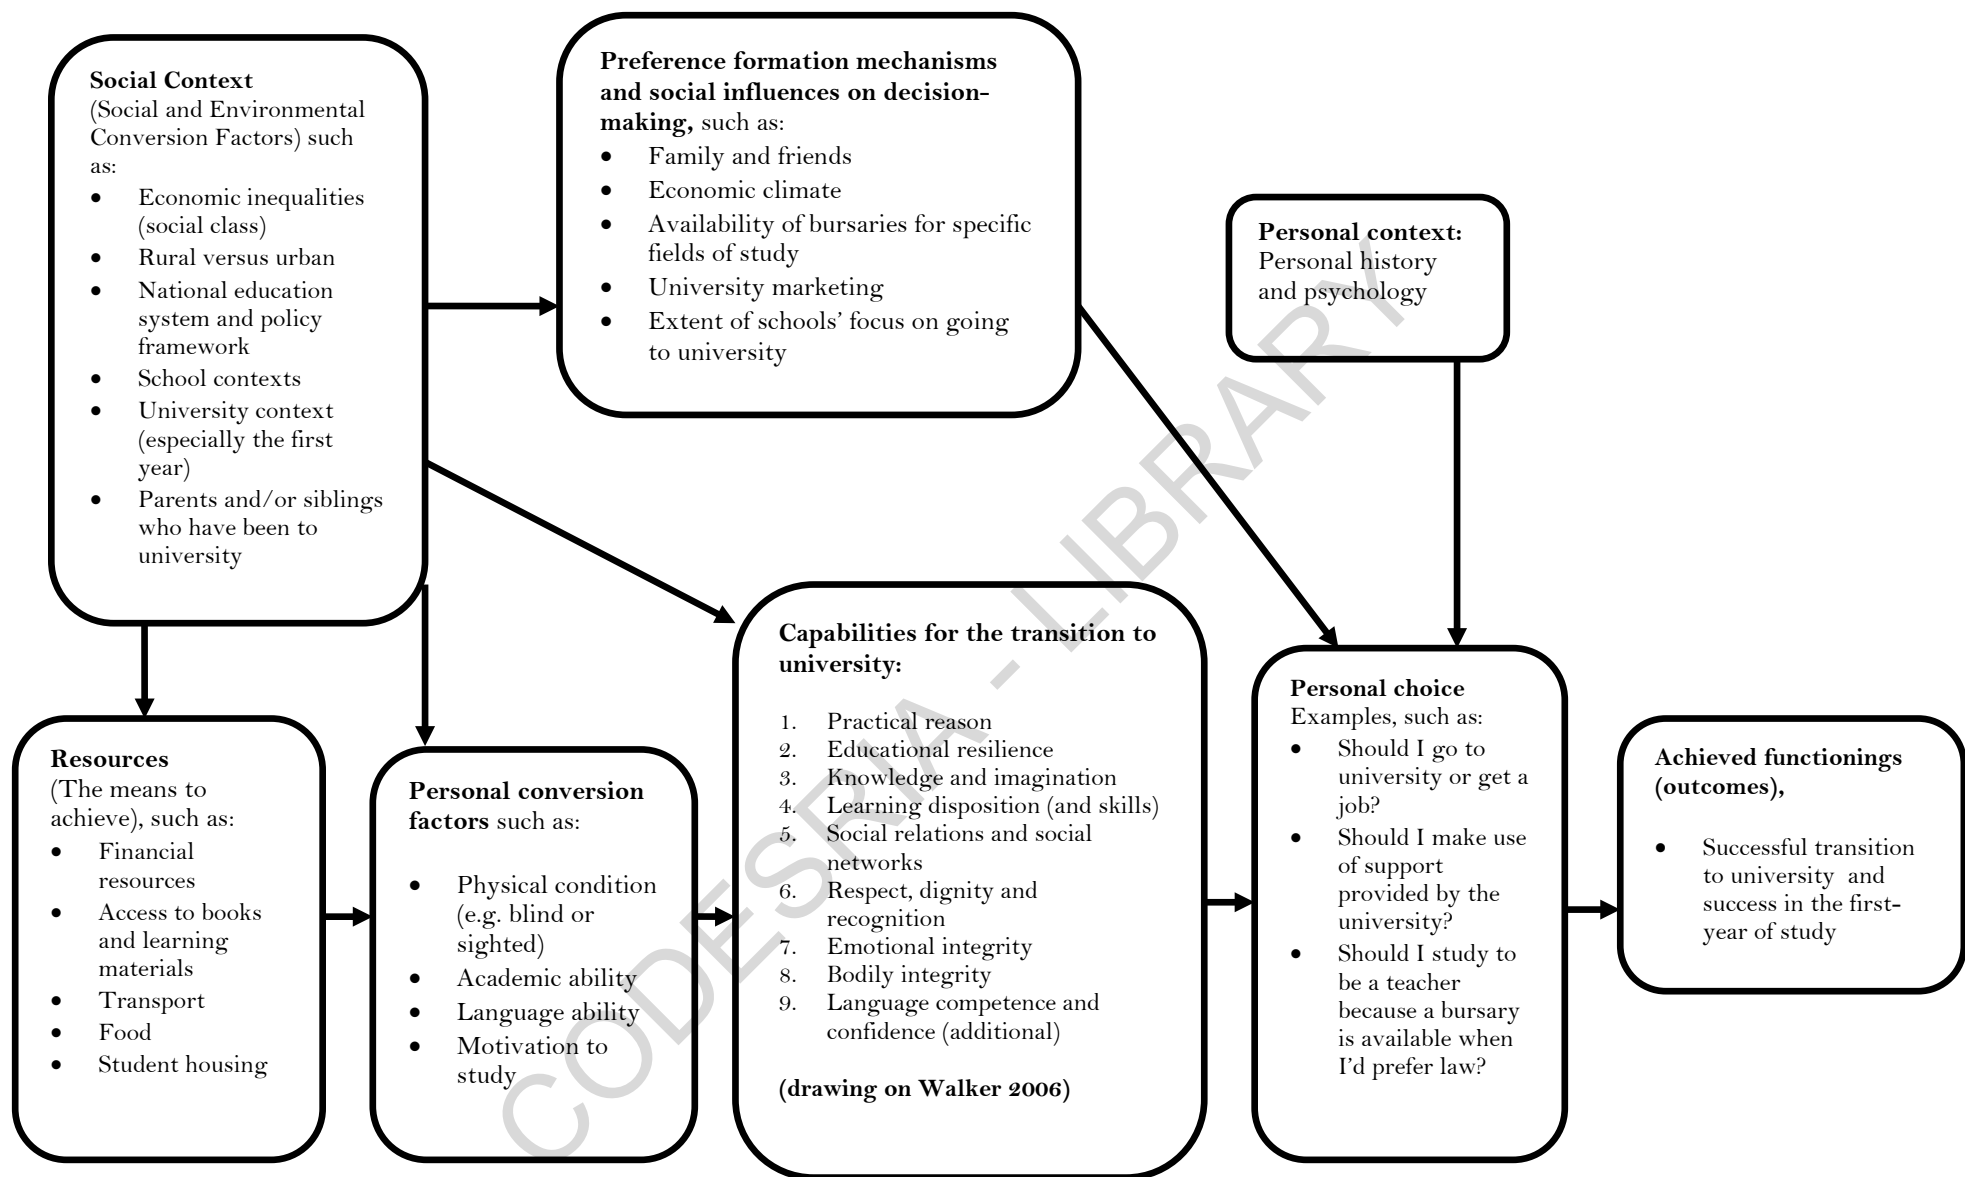 Social Context
(Social and Environmental
Conversion Factors) such
as:
• Economic inequalities
(social class)
• Rural versus urban
• National education
system and policy
framework
• School contexts
• University context
(especially the first
year)
• Parents and/or siblings
who have been to
university
Preference formation mechanisms
and social influences on decision-
making, such as:
• Family and friends
• Economic climate
• Availability of bursaries for specific
fields of study
• University marketing
• Extent of schools' focus on going
to university
Personal context:
Personal history
and psychology
Resources
(The means to
achieve), such as:
• Financial
resources
• Access to books
and learning
materials
• Transport
• Food
• Student housing
Personal conversion
factors such as:
• Physical condition
(e.g. blind or
sighted)
• Academic ability
• Language ability
• Motivation to
study
Capabilities for the transition to
university:
1. Practical reason
2. Educational resilience
3. Knowledge and imagination
4. Learning disposition (and skills)
5. Social relations and social
networks
6. Respect, dignity and
recognition
7. Emotional integrity
8. Bodily integrity
9. Language competence and
confidence (additional)
(drawing on Walker 2006)
Personal choice
Examples, such as:
• Should I go to
university or get a
job?
• Should I make use
of support
provided by the
university?
• Should I study to
be a teacher
because a bursary
is available when
I'd prefer law?
Achieved functionings
(outcomes),
• Successful transition
to university and
success in the first-
year of study
CODESRIA - LIBRARY